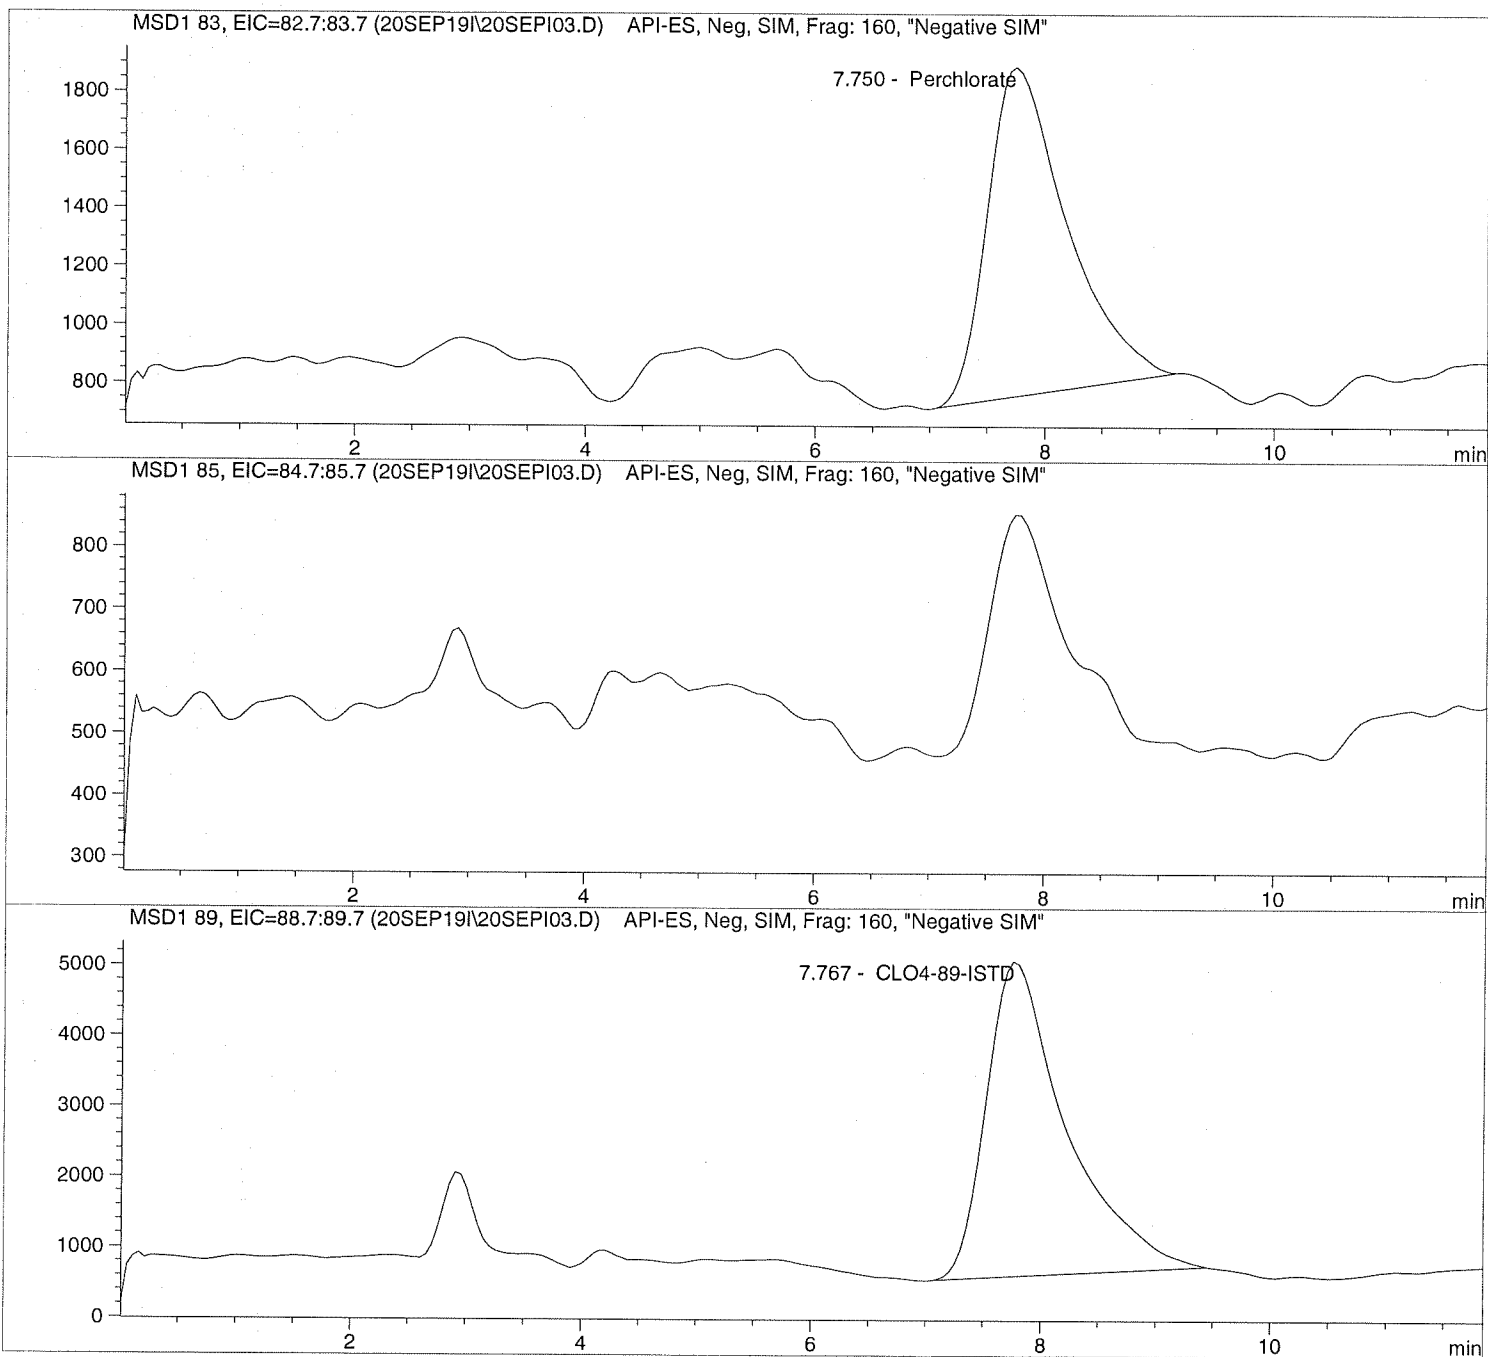 MSD1 83, EIC=82.7:83.7 (20SEP19I\20SEPI03.D) API-ES, Neg, SIM, Frag: 160, "Negative SIM"
7.750 - Perchlorate
1800
1600
1400
1200
1000
800
2 4 6 8 10 min
MSD1 85, EIC=84.7:85.7 (20SEP19I\20SEPI03.D) API-ES, Neg, SIM, Frag: 160, "Negative SIM"
800
700
600
500
400
300
2 4 6 8 10 min
MSD1 89, EIC=88.7:89.7 (20SEP19I\20SEPI03.D) API-ES, Neg, SIM, Frag: 160, "Negative SIM"
5000
7.767 - CLO4-89-ISTD
4000
3000
2000
1000
0
2 4 6 8 10 min